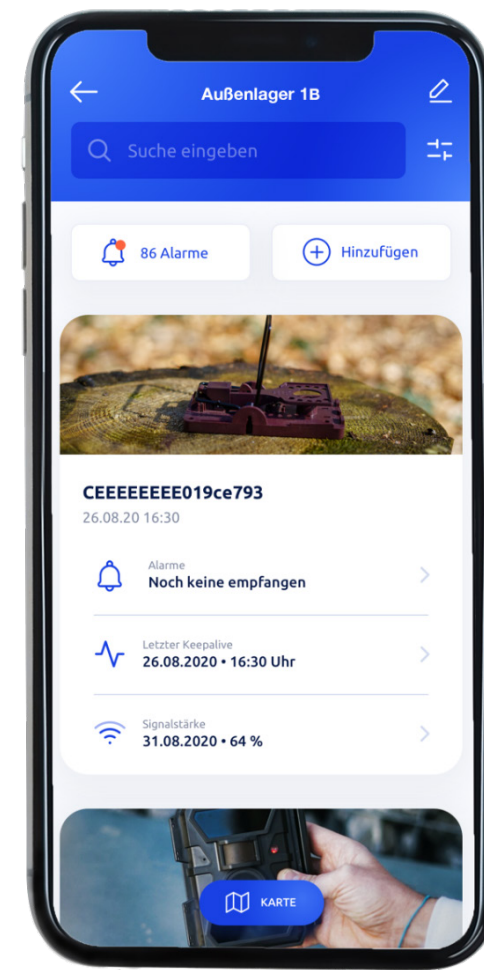 Außenlager 1B
Suche eingeben
86 Alarme
Hinzufügen
CEEEEEEEE019ce793
26.08.20 16:30
Alarme
Noch keine empfangen
Letzter Keepalive
26.08.2020 • 16:30 Uhr
Signalstärke
31.08.2020 • 64 %
KARTE